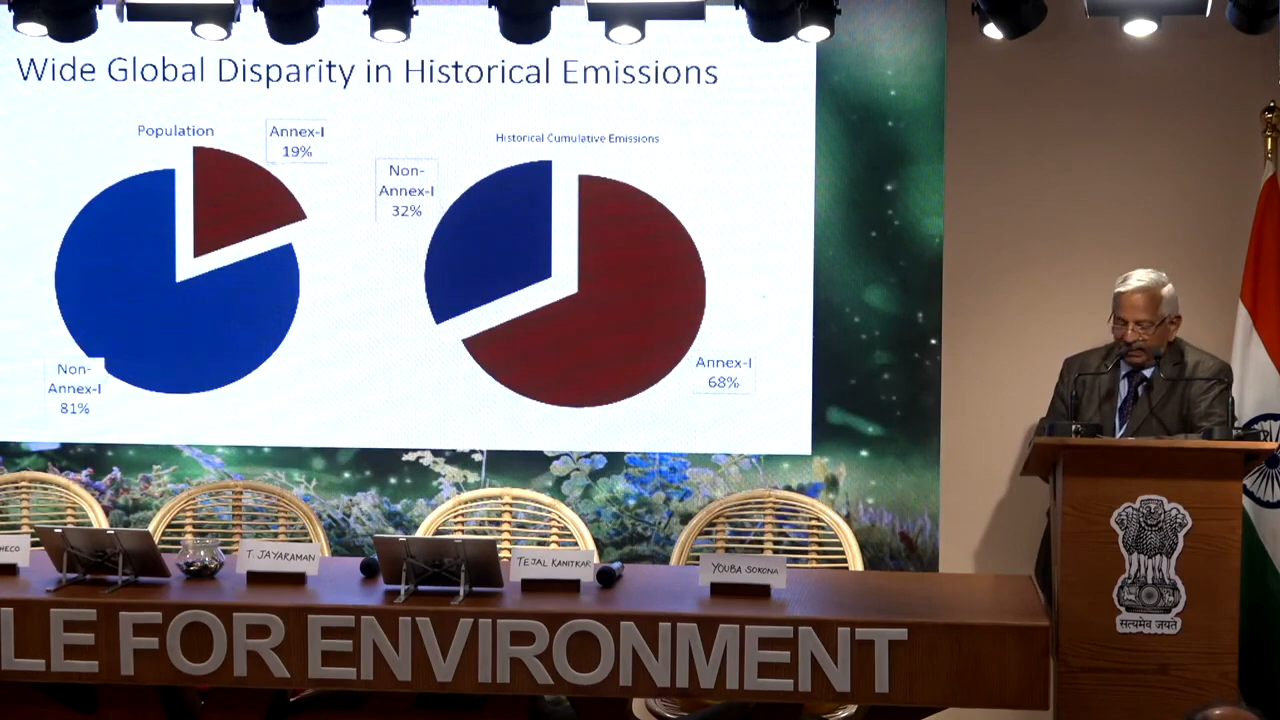 Wide Global Disparity in Historical Emissions
Population
Annex-I
19%
Non-
Annex-I
81%
Historical Cumulative Emissions
Non-
Annex-I
32%
Annex-I
68%
HECO
T. JAYARAMAN
TEJAL KANITKAR
YOUBA SOKONA
LE FOR ENVIRONMENT
सत्यमेव जयते